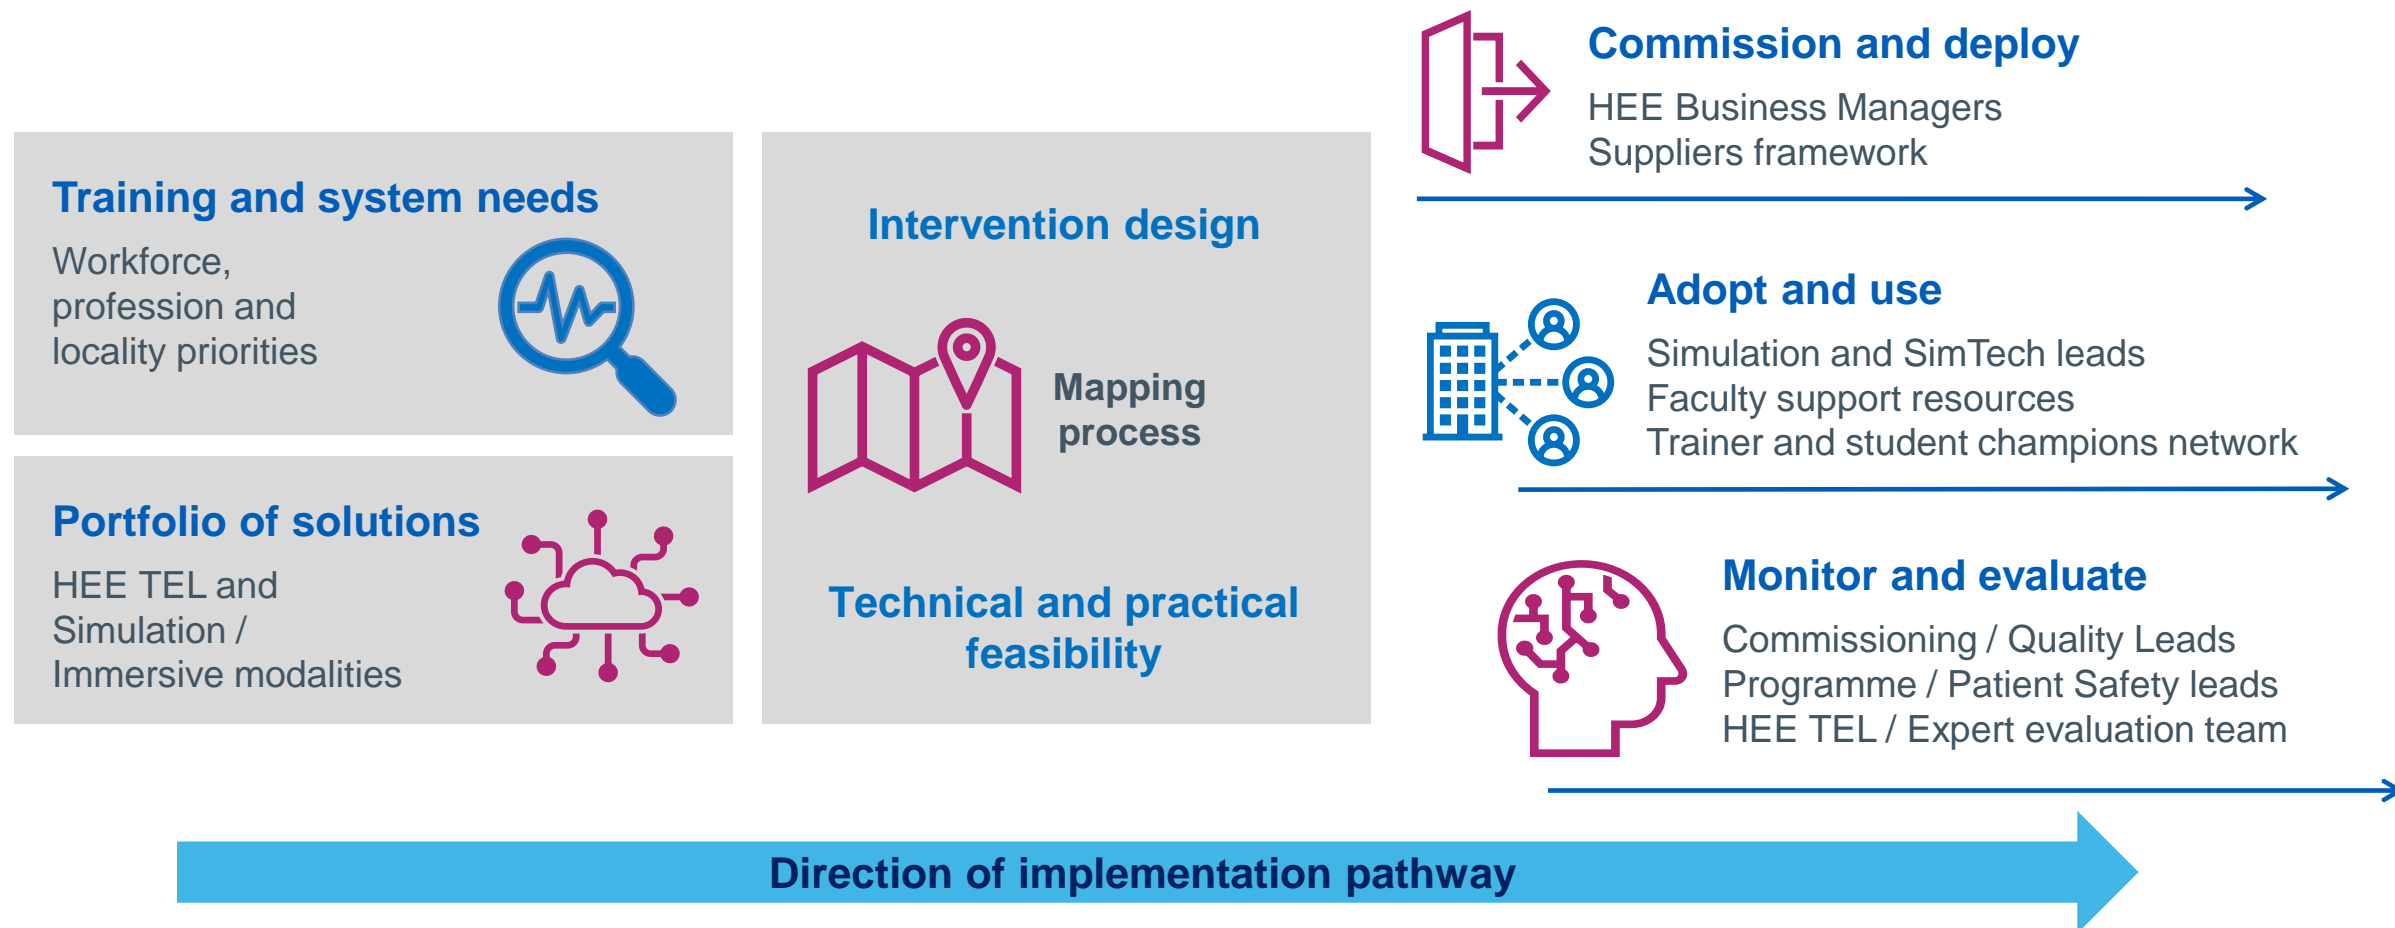 Training and system needs
Workforce,
profession and
locality priorities
Portfolio of solutions
HEE TEL and
Simulation /
Immersive modalities
Intervention design
Mapping
process
Technical and practical
feasibility
Commission and deploy
HEE Business Managers
Suppliers framework
Adopt and use
Simulation and SimTech leads
Faculty support resources
Trainer and student champions network
Monitor and evaluate
Commissioning / Quality Leads
Programme / Patient Safety leads
HEE TEL / Expert evaluation team
Direction of implementation pathway